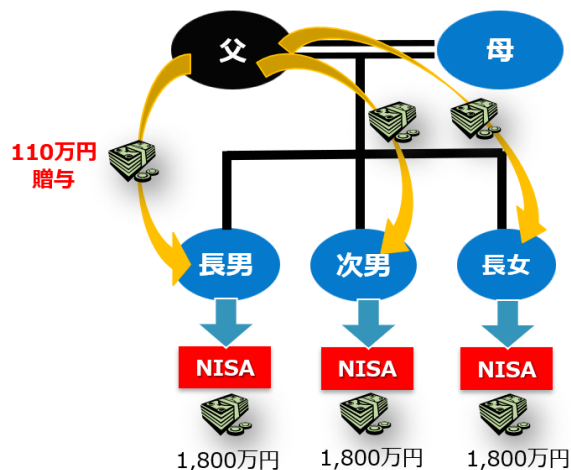 父
母
110万円
贈与
長男
次男
長女
NISA
NISA
NISA
1,800万円
1,800万円
1,800万円